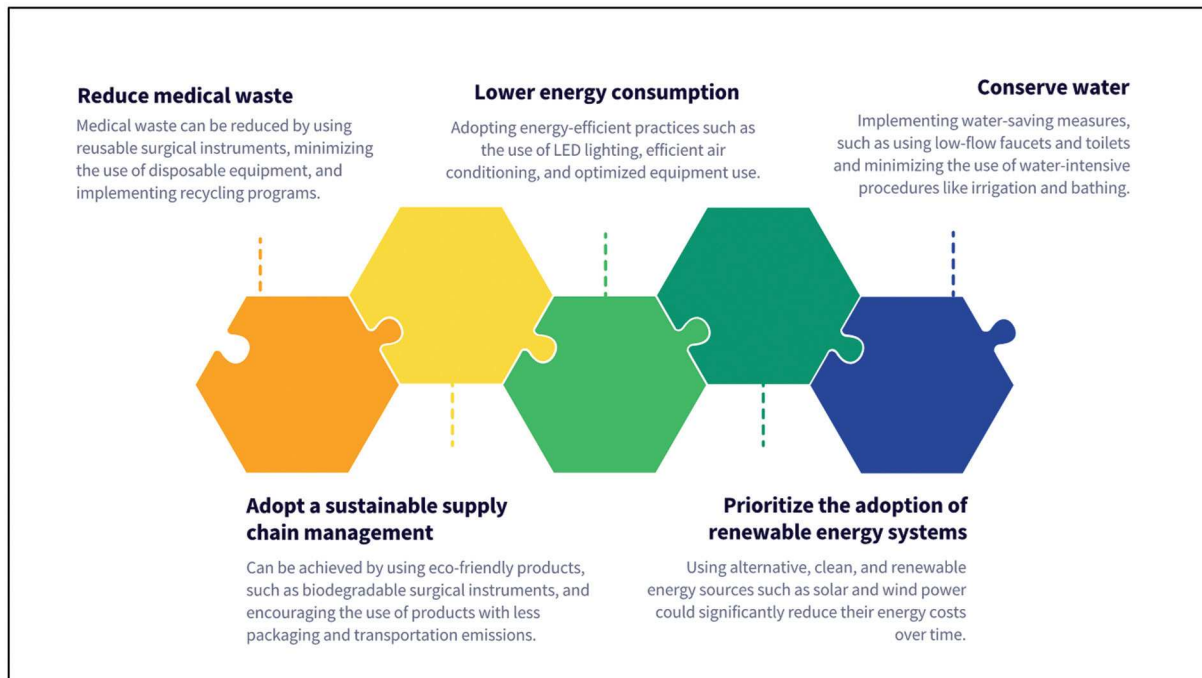 Reduce medical waste
Medical waste can be reduced by using
reusable surgical instruments, minimizing
the use of disposable equipment, and
implementing recycling programs.
Lower energy consumption
Adopting energy-efficient practices such as
the use of LED lighting, efficient air
conditioning, and optimized equipment use.
Conserve water
Implementing water-saving measures,
such as using low-flow faucets and toilets
and minimizing the use of water-intensive
procedures like irrigation and bathing.
Adopt a sustainable supply
chain management
Can be achieved by using eco-friendly products,
such as biodegradable surgical instruments, and
encouraging the use of products with less
packaging and transportation emissions.
Prioritize the adoption of
renewable energy systems
Using alternative, clean, and renewable
energy sources such as solar and wind power
could significantly reduce their energy costs
over time.